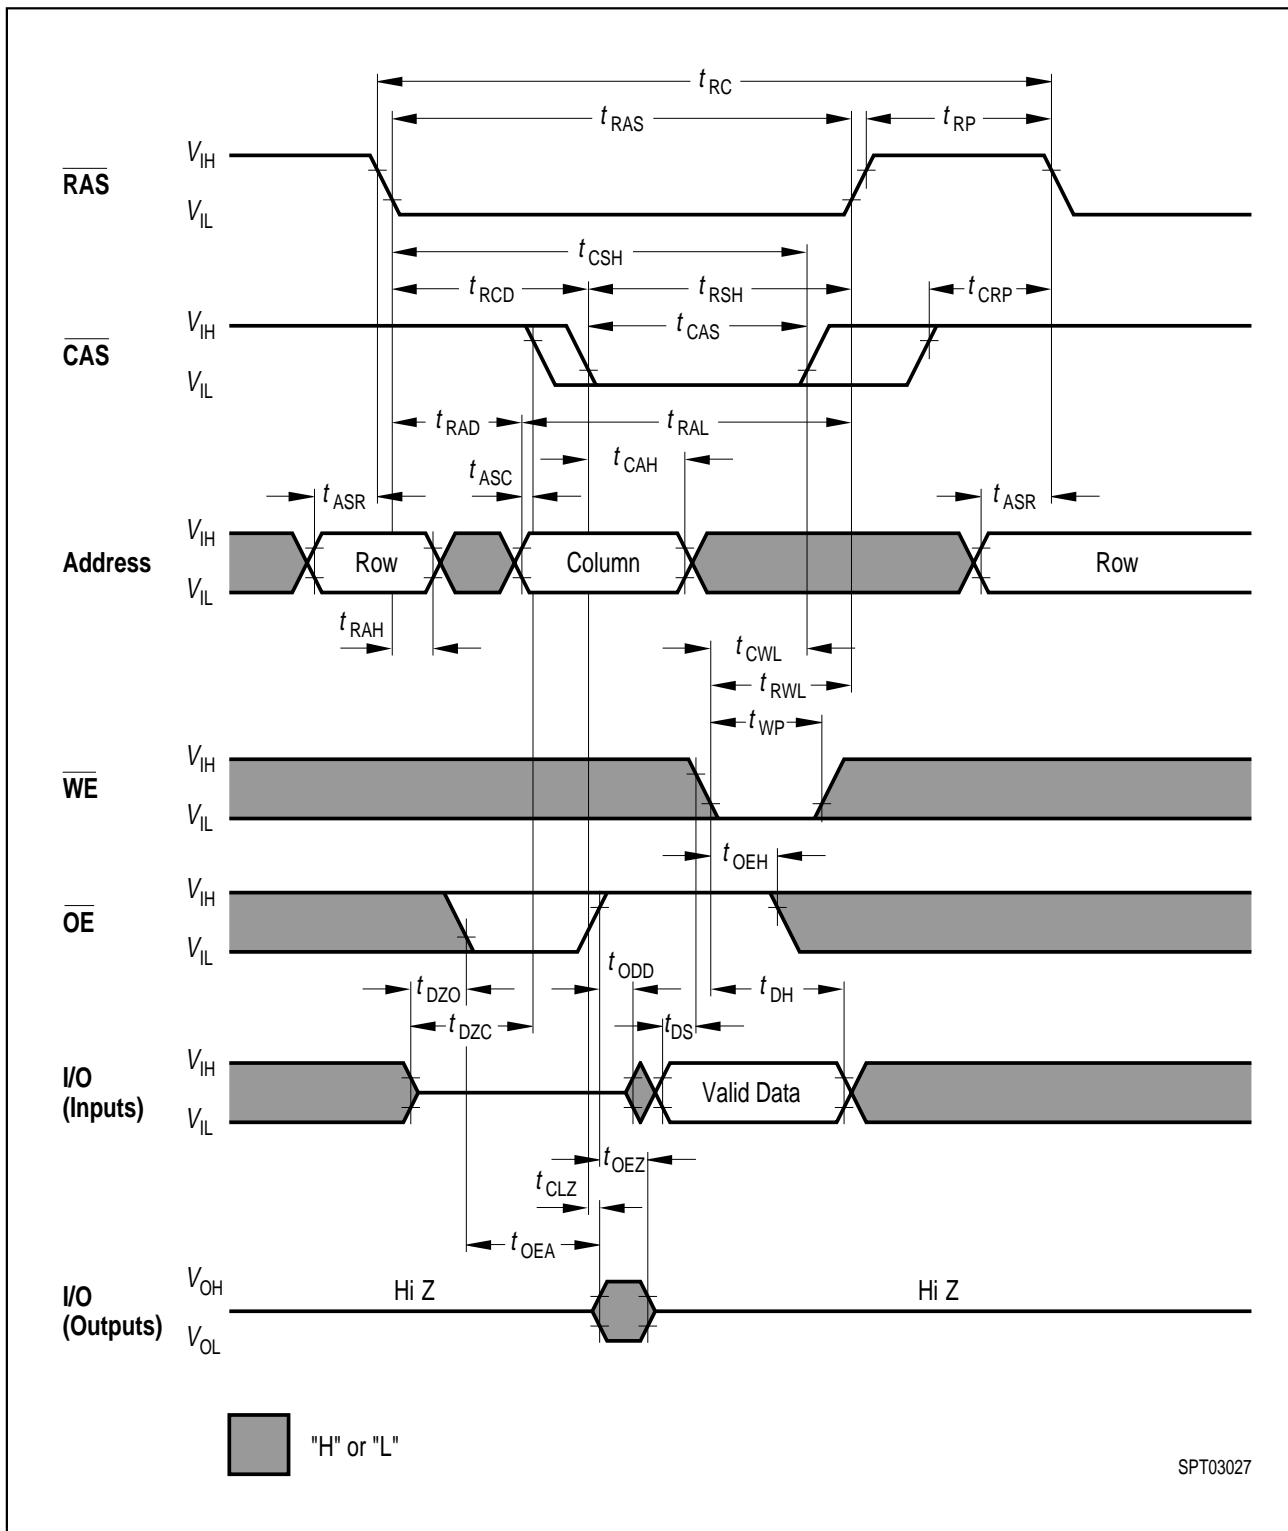 t RC
t RAS
t RP
RAS
V IH
V IL
t CSH
t RCD
t RSH
t CRP
t CAS
CAS
V IH
V IL
t RAD
t RAL
t ASC
t CAH
t ASR
t ASR
Address
V IH
V IL
Row
Column
Row
t RAH
t CWL
t RWL
t WP
WE
V IH
V IL
t OEH
OE
V IH
V IL
t ODD
t DZO
t DH
t DZC
t DS
I/O
(Inputs)
V IH
V IL
Valid Data
t OEZ
t CLZ
t OEA
I/O
(Outputs)
V OH
V OL
Hi Z
Hi Z
"H" or "L"
SPT03027